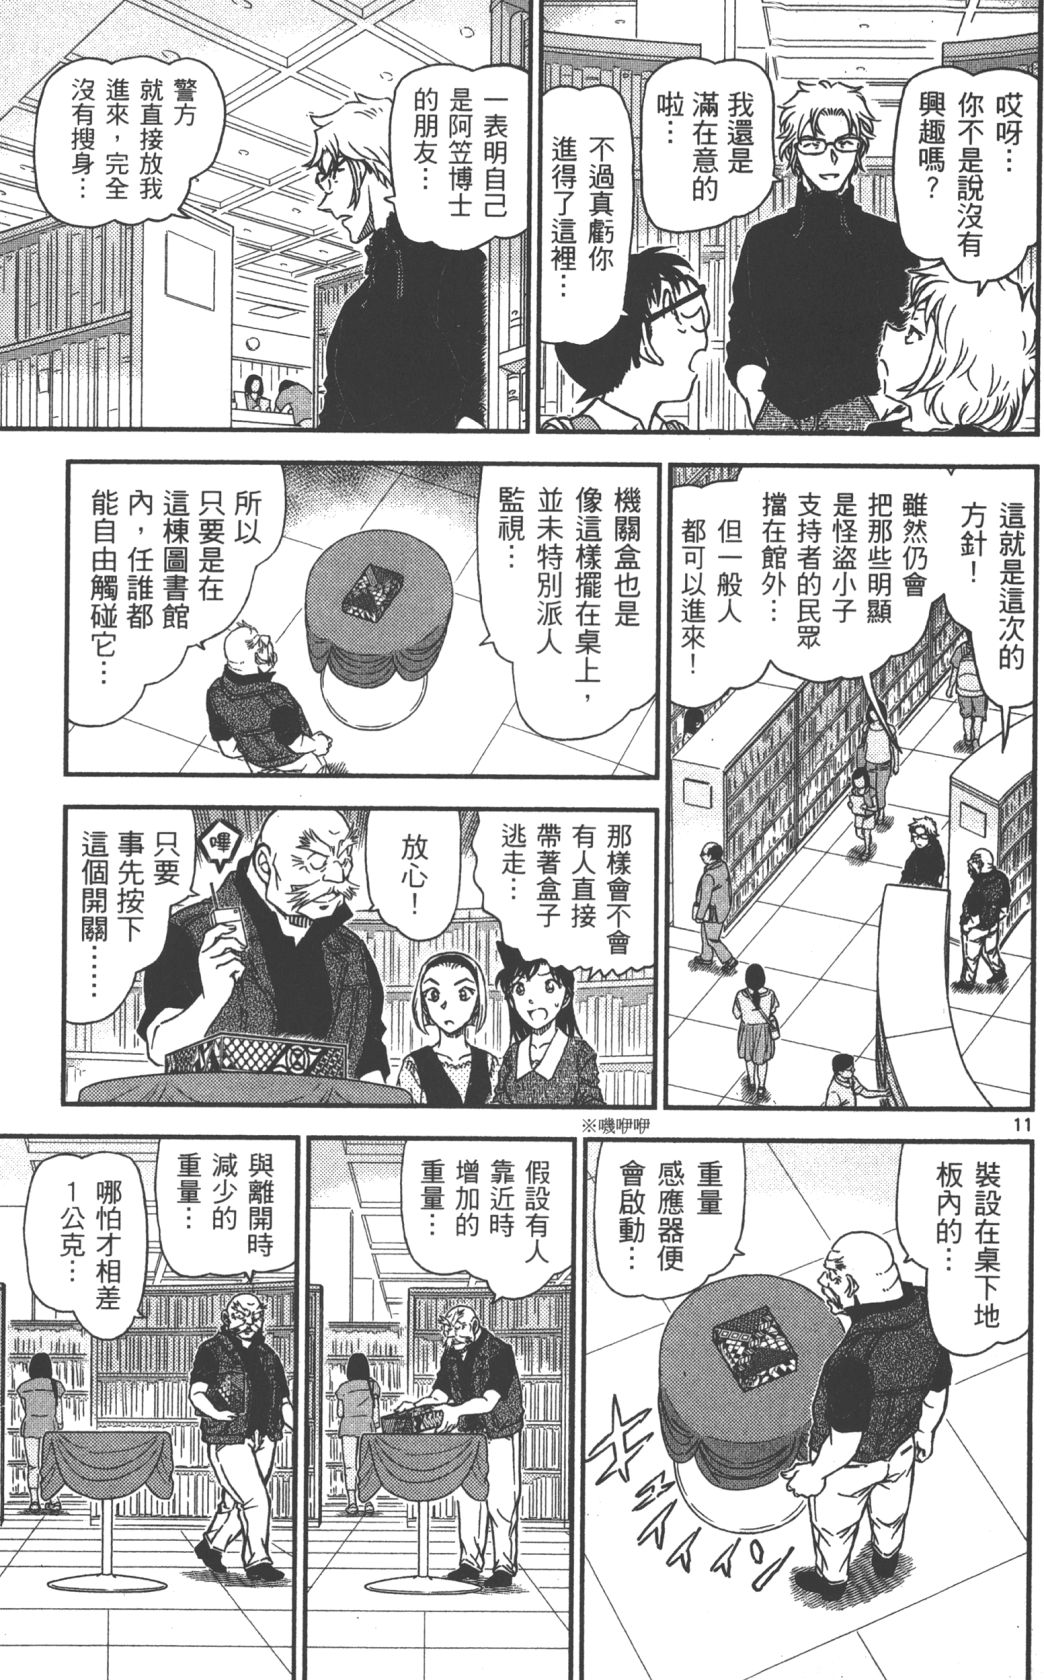 哎呀…
你不是說沒有
興趣嗎？
我還是
滿在意的
啦…
不過真虧你
進得了這裡…
一表明自己
是阿笠博士
的朋友…
警方
就直接放我
進來，完全
沒有搜身…
這就是這次的
方針！
雖然仍會
把那些明顯
是怪盜小子
支持者的民眾
擋在館外…
但一般人
都可以進來！
機關盒也是
像這樣擺在桌上，
並未特別派人
監視…
所以
只要是在
這棟圖書館
內，任誰都
能自由觸碰它…
那樣會不會
有人直接
帶著盒子
逃走…
放心！
嗶
只要
事先按下
這個開關……
11
※嘰咿咿
裝設在桌下地
板內的…
重量
感應器便
會啟動…
キュイイイン
假設有人
靠近時
增加的
重量…
與離開時
減少的
重量…
哪怕才相差
1公克…